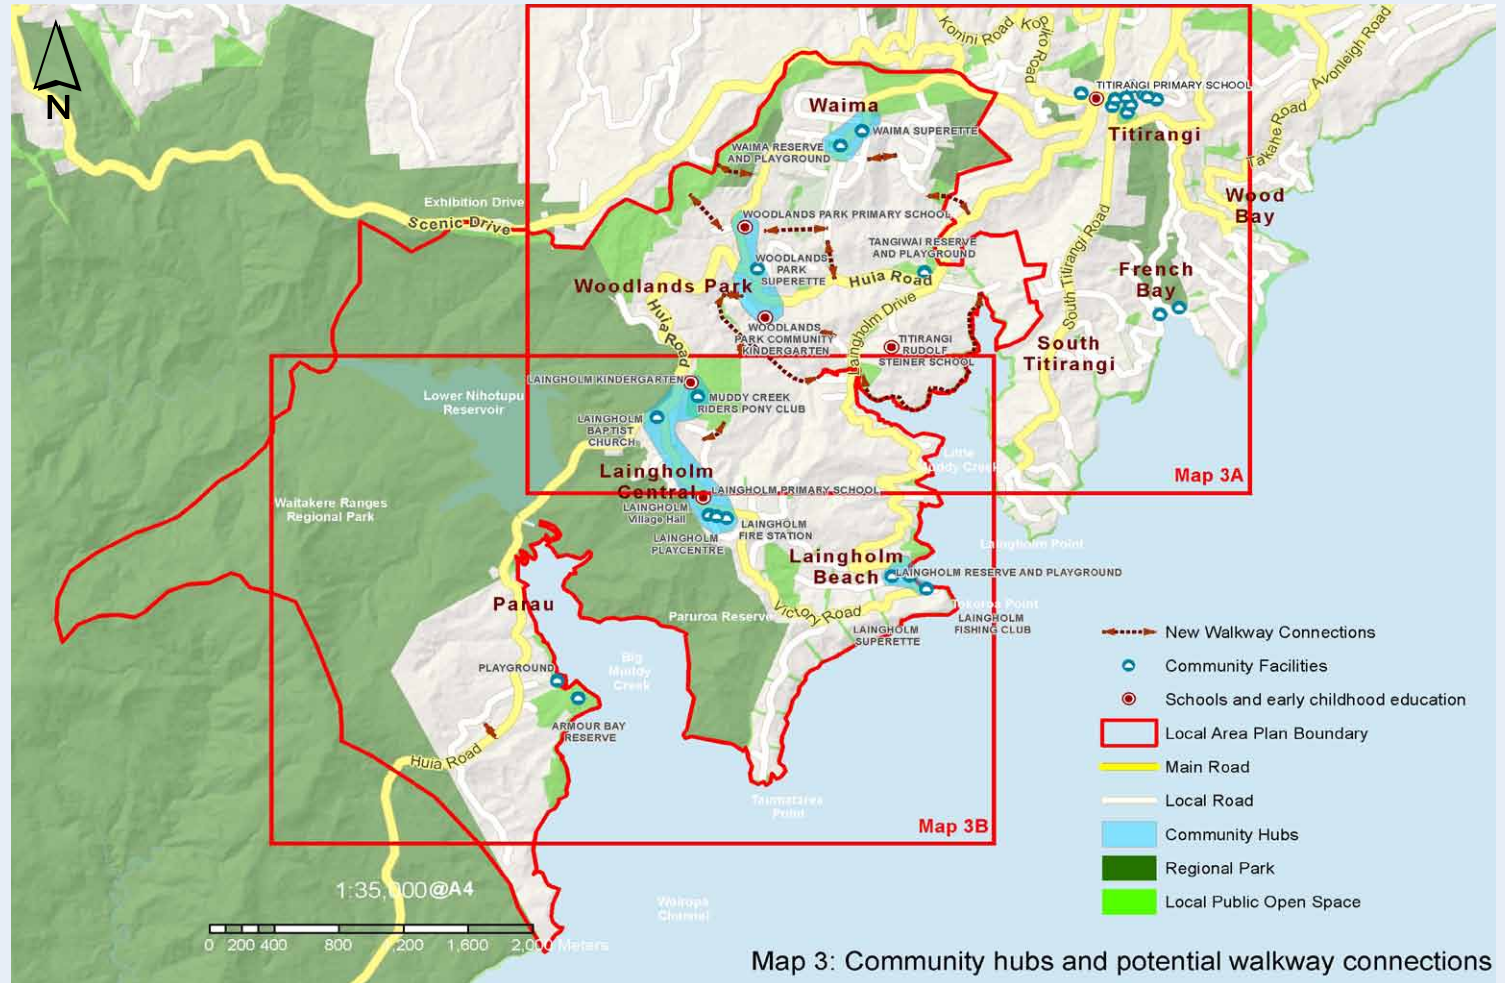 N
Konini Road
Kop
iko Road
Avonleigh Road
TITIRANGI PRIMARY SCHOOL
Titirangi
Takahe Road
Waima
WAIMA SUPERETTE
WAIMA RESERVE
AND PLAYGROUND
Wood
Bay
Exhibition Drive
Scenic Drive
WOODLANDS PARK PRIMARY SCHOOL
TANGIWAI RESERVE
AND PLAYGROUND
South Titirangi Road
French
Bay
WOODLANDS
PARK
SUPERETTE
Woodlands Park
Huia Road
Huia Road
Laingholm Drive
WOODLANDS
PARK COMMUNITY
KINDERGARTEN
TITIRANGI
RUDOLF
STEINER SCHOOL
South
Titirangi
LAINGHOLM KINDERGARTEN
Lower Nihotupu
Reservoir
MUDDY CREEK
RIDERS PONY CLUB
LAINGHOLM
BAPTIST
CHURCH
Little
Muddy Creek
Map 3A
Laingholm
Central
LAINGHOLM PRIMARY SCHOOL
Waitakere Ranges
Regional Park
LAINGHOLM
Village Hall
LAINGHOLM
FIRE STATION
LAINGHOLM
PLAYCENTRE
Laingholm Point
Laingholm
Beach
LAINGHOLM RESERVE AND PLAYGROUND
Parau
Paruroa Reserve
Victory Road
Tokoroa Point
LAINGHOLM
FISHING CLUB
LAINGHOLM
SUPERETTE
PLAYGROUND
Big
Muddy
Creek
ARMOUR BAY
RESERVE
Huia Road
Taumatarea
Point
Map 3B
Wairopa
Channel
New Walkway Connections
Community Facilities
Schools and early childhood education
Local Area Plan Boundary
Main Road
Local Road
Community Hubs
Regional Park
Local Public Open Space
1:35,000@A4
0 200 400 800 1,200 1,600 2,000 Meters
Map 3: Community hubs and potential walkway connections